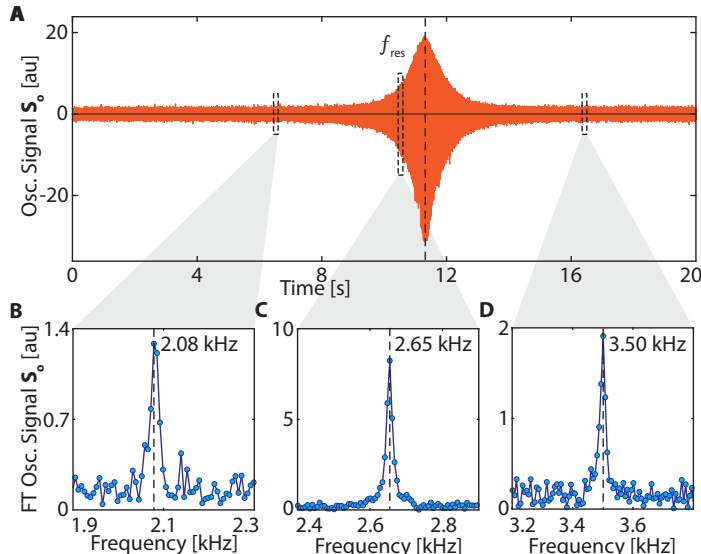 A
Osc. Signal So [au]
20
0
-20
fres
0
4
8
12
16
20
Time [s]
B
C
D
FT Osc. Signal So [au]
1.4
0.7
0
2.08 kHz
1.9
2.1
2.3
Frequency [kHz]
10
5
0
2.65 kHz
2.4
2.6
2.8
Frequency [kHz]
2
1
0
3.50 kHz
3.2
3.4
3.6
Frequency [kHz]